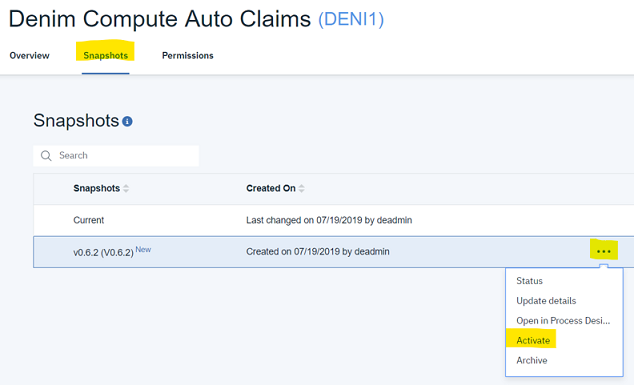 Denim Compute Auto Claims (DENI1)
Overview Snapshots Permissions
Snapshots
Search
Snapshots Created On
Current Last changed on 07/19/2019 by deadmin
v0.6.2 (V0.6.2) New Created on 07/19/2019 by deadmin
Status
Update details
Open in Process Desi...
Activate
Archive